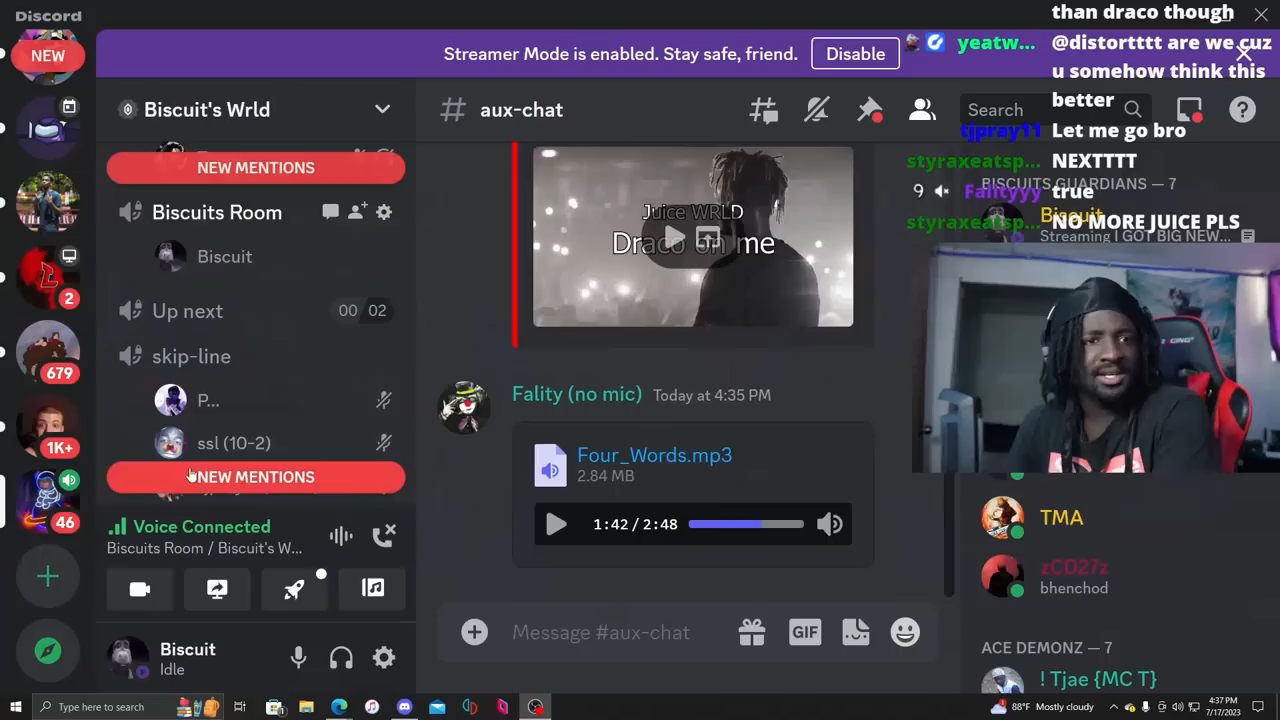 Discord
NEW
2
679
1K+
46
Streamer Mode is enabled. Stay safe, friend.
Disable
Biscuit's Wrld
NEW MENTIONS
Biscuits Room
Biscuit
Up next
00 02
skip-line
P...
ssl (10-2)
NEW MENTIONS
Voice Connected
Biscuits Room / Biscuit's W...
Biscuit
Idle
aux-chat
Search
Juice WRLD
Draco on me
Fality (no mic) Today at 4:35 PM
Four_Words.mp3
2.84 MB
1:42 / 2:48
Message #aux-chat
GIF
than draco though
yeatw... @distortttt are we cuz
u somehow think this
better
tjpray11 Let me go bro
styraxeatsp... NEXTTTT
9 Falityyy true
styraxeatsp... NO MORE JUICE PLS
BISCUITS GUARDIANS — 7
Biscuit
Streaming I GOT BIG NEW...
TMA
zCD27z
bhenchod
ACE DEMONZ — 7
! Tjae {MC T}
Type here to search
88°F Mostly cloudy
4:37 PM
7/17/2023